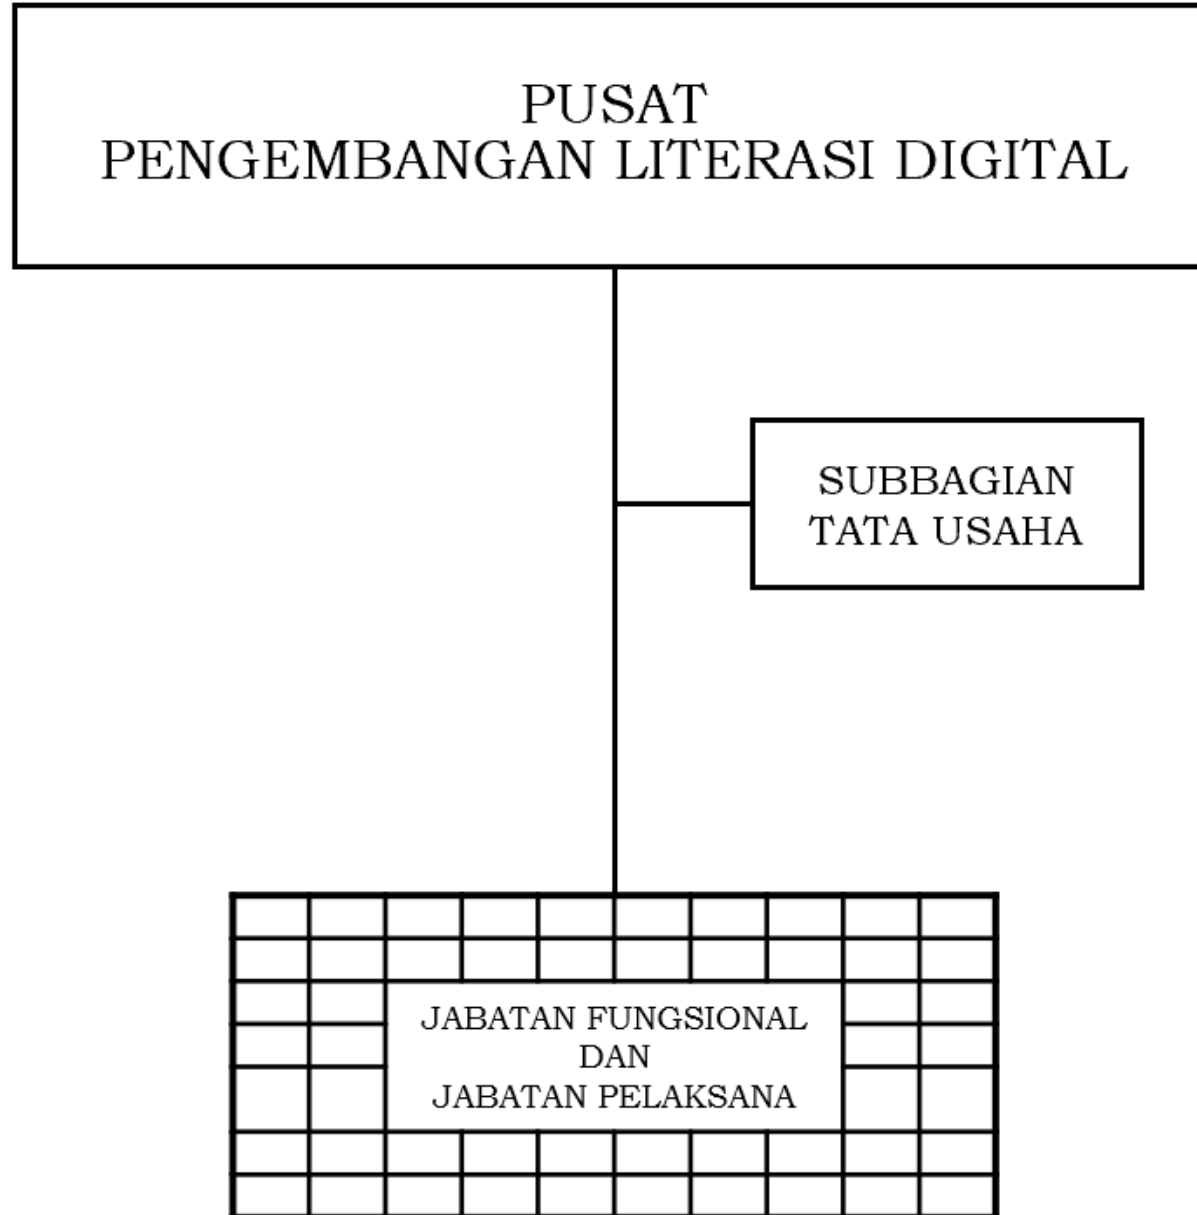 PUSAT
PENGEMBANGAN LITERASI DIGITAL
SUBBAGIAN
TATA USAHA
JABATAN FUNGSIONAL
DAN
JABATAN PELAKSANA